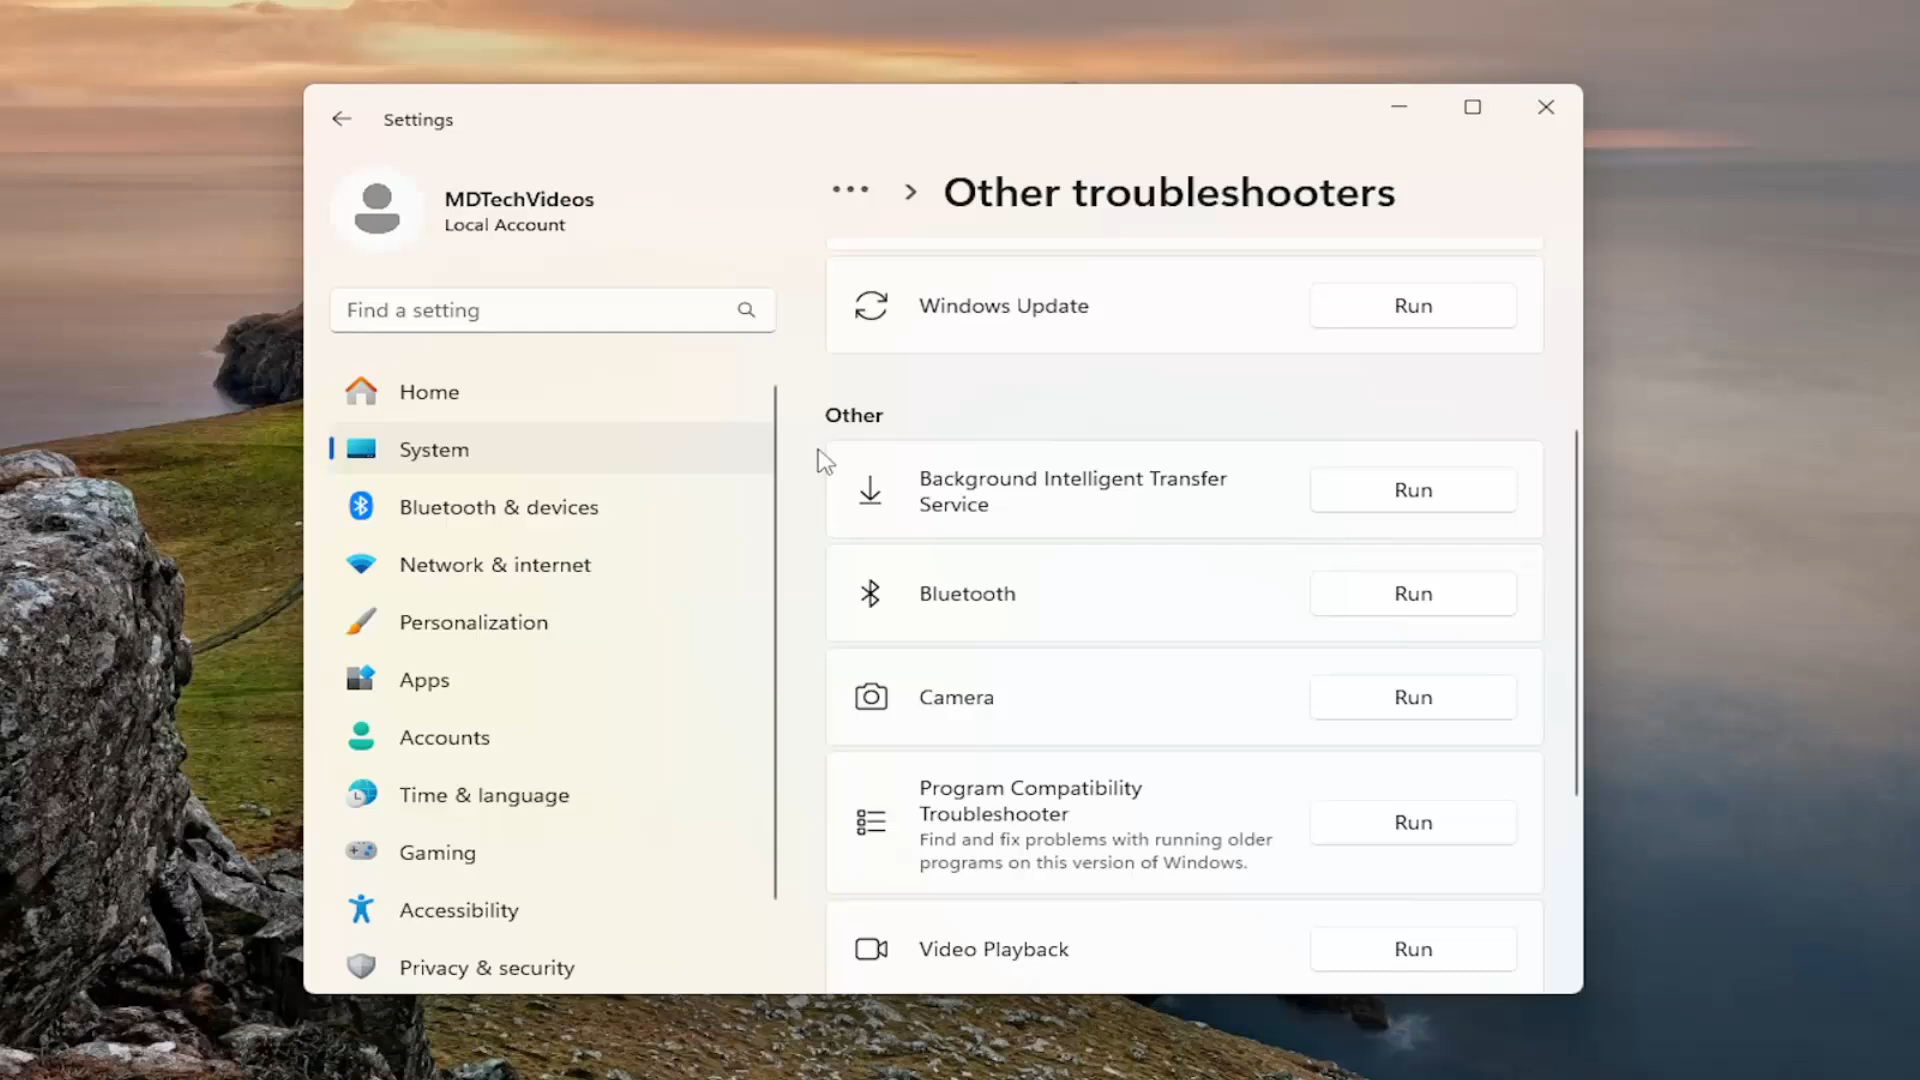 Settings
MDTechVideos
Local Account
Find a setting
Home
System
Bluetooth & devices
Network & internet
Personalization
Apps
Accounts
Time & language
Gaming
Accessibility
Privacy & security
Other troubleshooters
Windows Update
Run
Other
Background Intelligent Transfer
Service
Run
Bluetooth
Run
Camera
Run
Program Compatibility
Troubleshooter
Find and fix problems with running older
programs on this version of Windows.
Run
Video Playback
Run